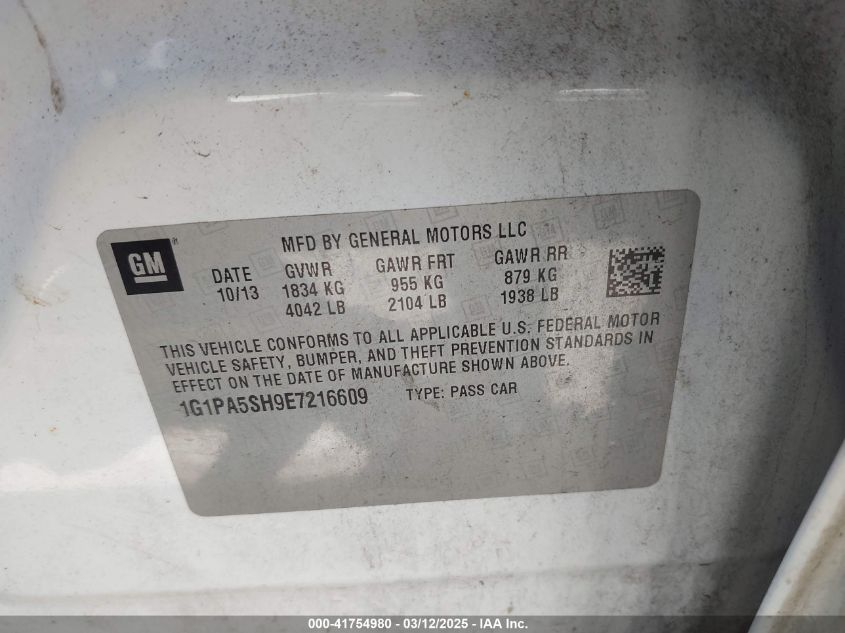 GM
MFD BY GENERAL MOTORS LLC
DATE GVWR GAWR FRT GAWR RR
10/13 1834 KG 955 KG 879 KG
4042 LB 2104 LB 1938 LB
THIS VEHICLE CONFORMS TO ALL APPLICABLE U.S. FEDERAL MOTOR
VEHICLE SAFETY, BUMPER, AND THEFT PREVENTION STANDARDS IN
EFFECT ON THE DATE OF MANUFACTURE SHOWN ABOVE.
1G1PA5SH9E7216609 TYPE: PASS CAR
000-41754980 - 03/12/2025 - IAA, Inc.